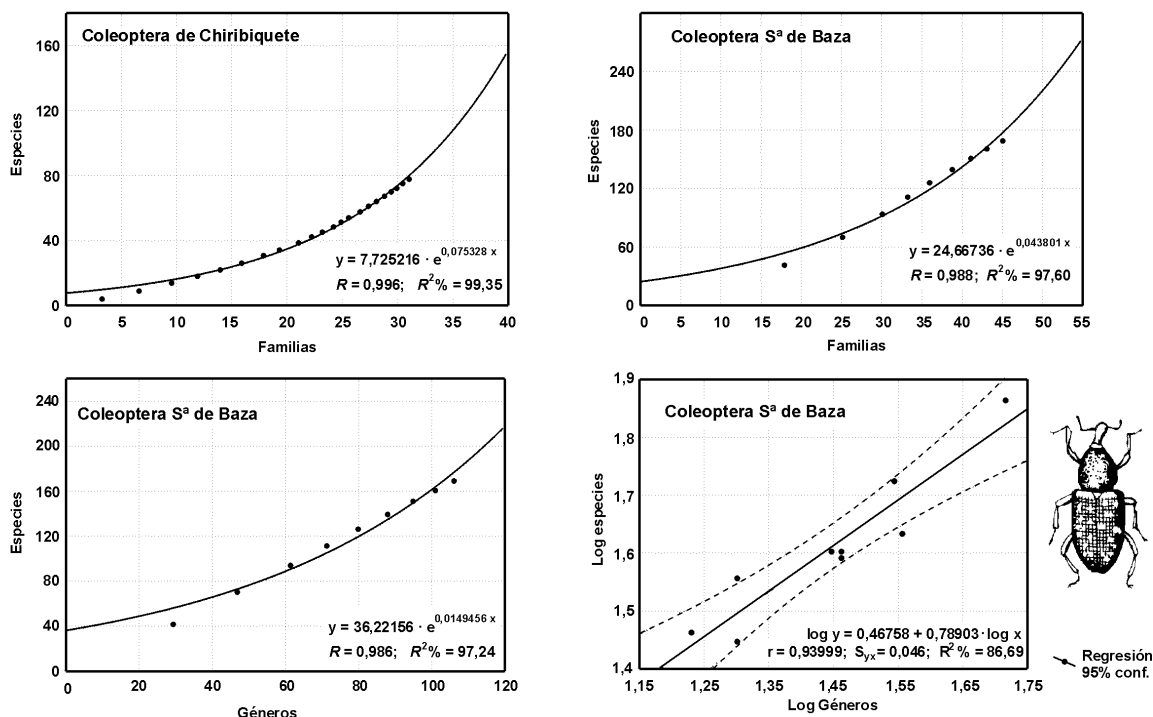 Coleoptera de Chiribiquete
Especies
160
120
80
40
0
y = 7,725216 · e^0,075328 x
R = 0,996; R²% = 99,35
0 5 10 15 20 25 30 35 40
Familias
Coleoptera Sª de Baza
Especies
240
180
120
60
0
y = 24,66736 · e^0,043801 x
R = 0,988; R²% = 97,60
0 5 10 15 20 25 30 35 40 45 50 55
Familias
Coleoptera Sª de Baza
Especies
240
200
160
120
80
40
0
y = 36,22156 · e^0,0149456 x
R = 0,986; R²% = 97,24
0 20 40 60 80 100 120
Géneros
Coleoptera Sª de Baza
Log especies
1,9
1,8
1,7
1,6
1,5
1,4
log y = 0,46758 + 0,78903· log x
r = 0,93999; Syx = 0,046; R²% = 86,69
1,15 1,25 1,35 1,45 1,55 1,65 1,75
Log Géneros
Regresión
95% conf.